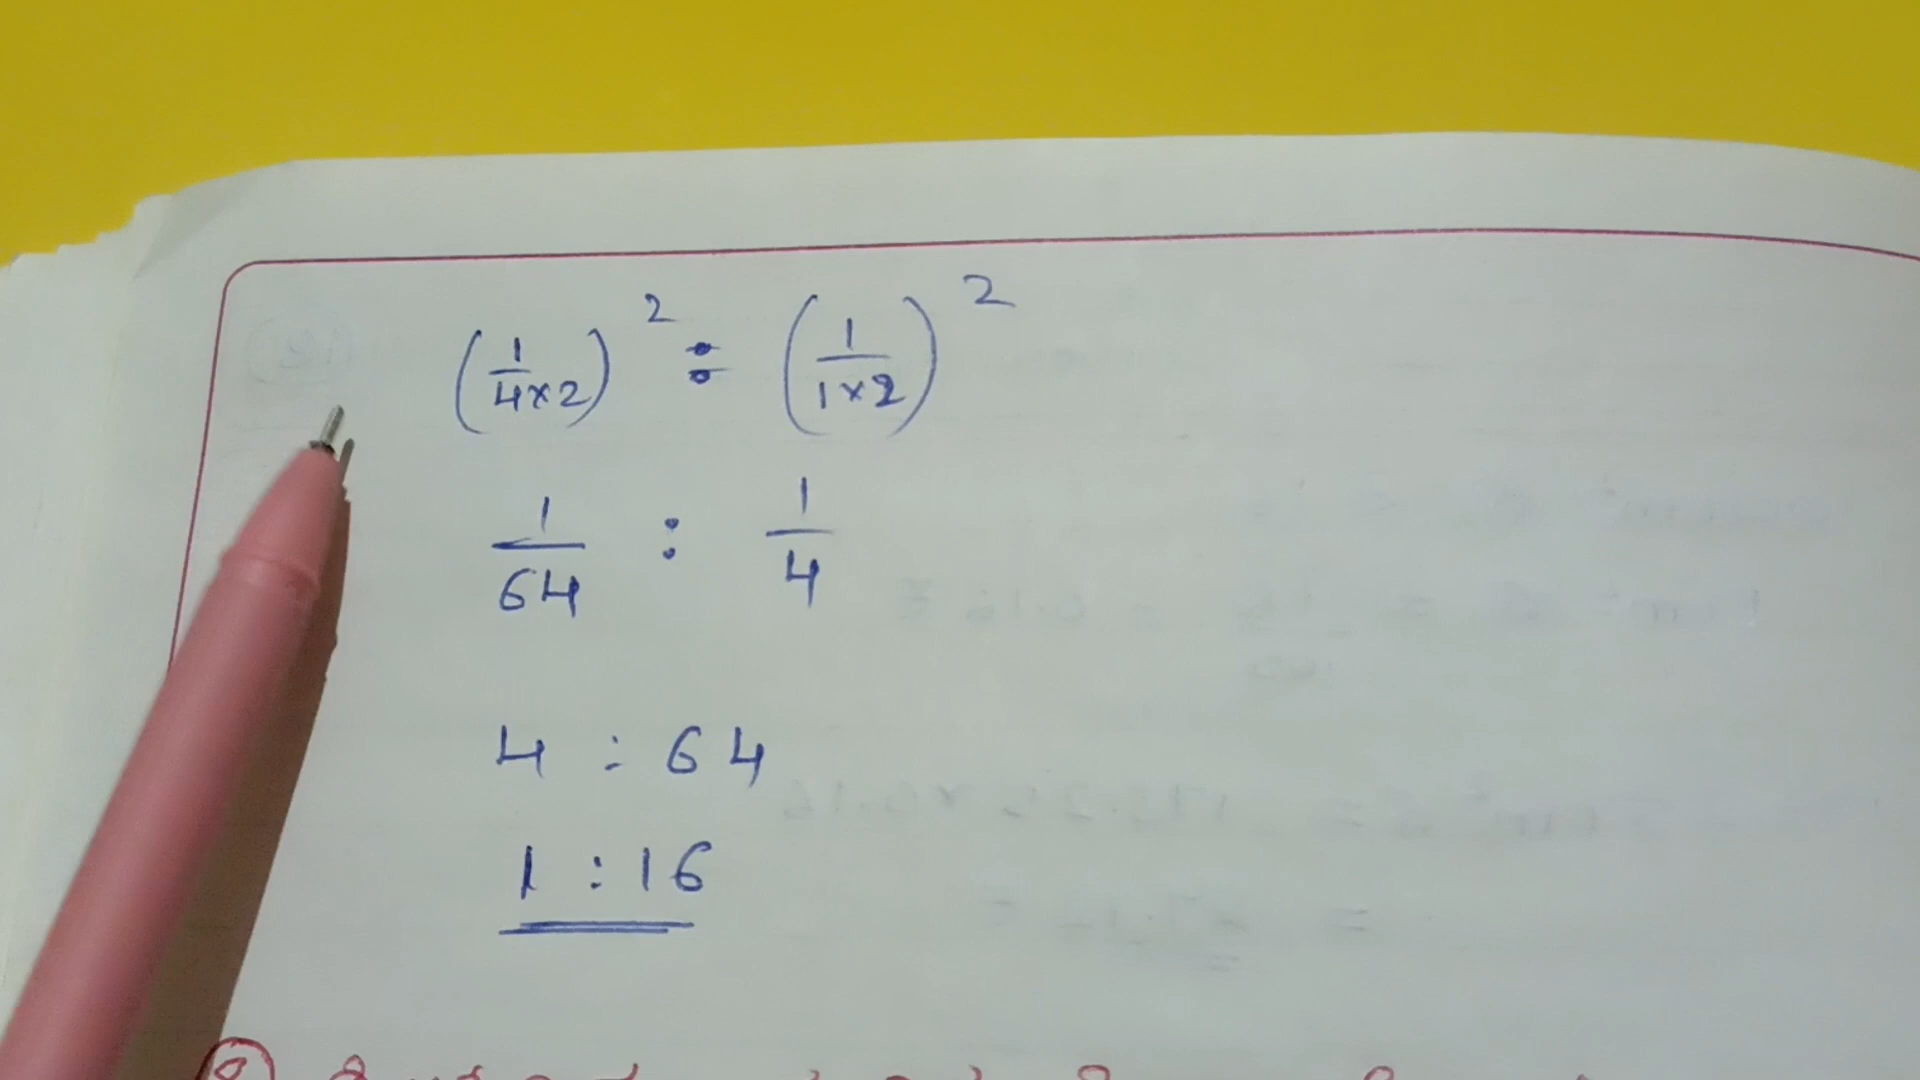 (1/4×2)² ÷ (1/1×2)²
1/64 : 1/4
4 : 64
1 : 16